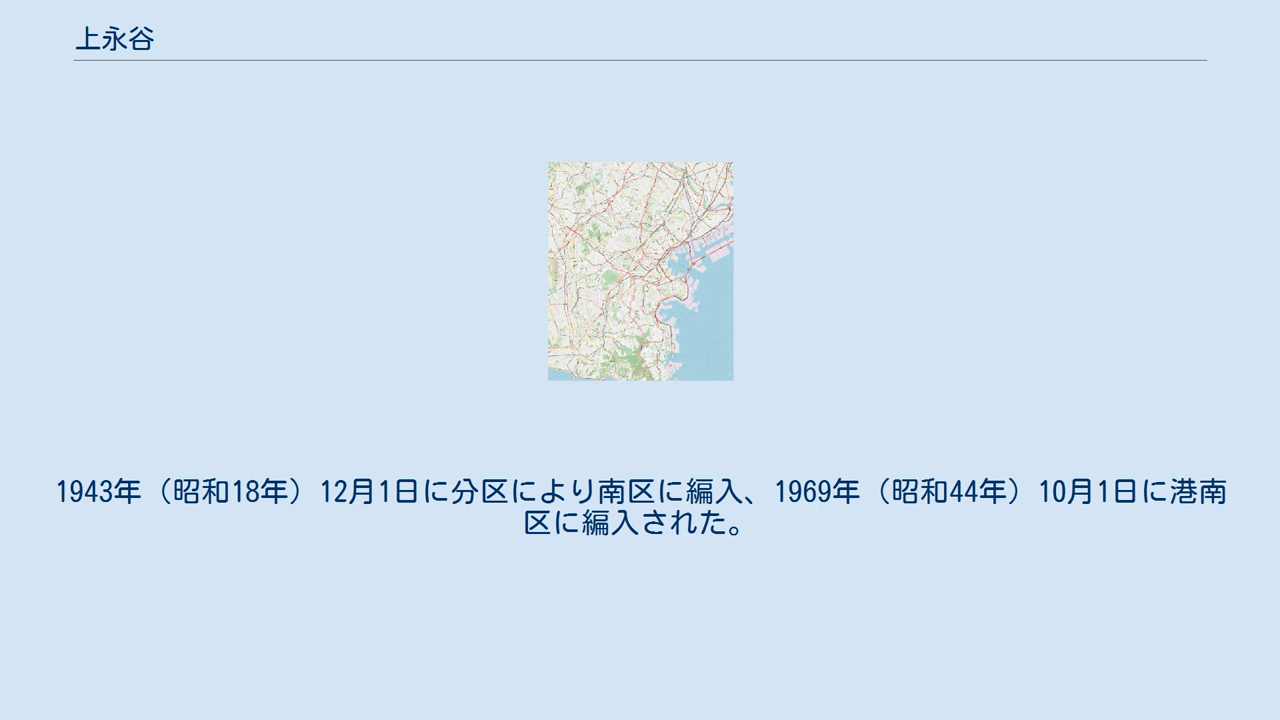 上永谷
1943年（昭和18年）12月1日に分区により南区に編入、1969年（昭和44年）10月1日に港南
区に編入された。